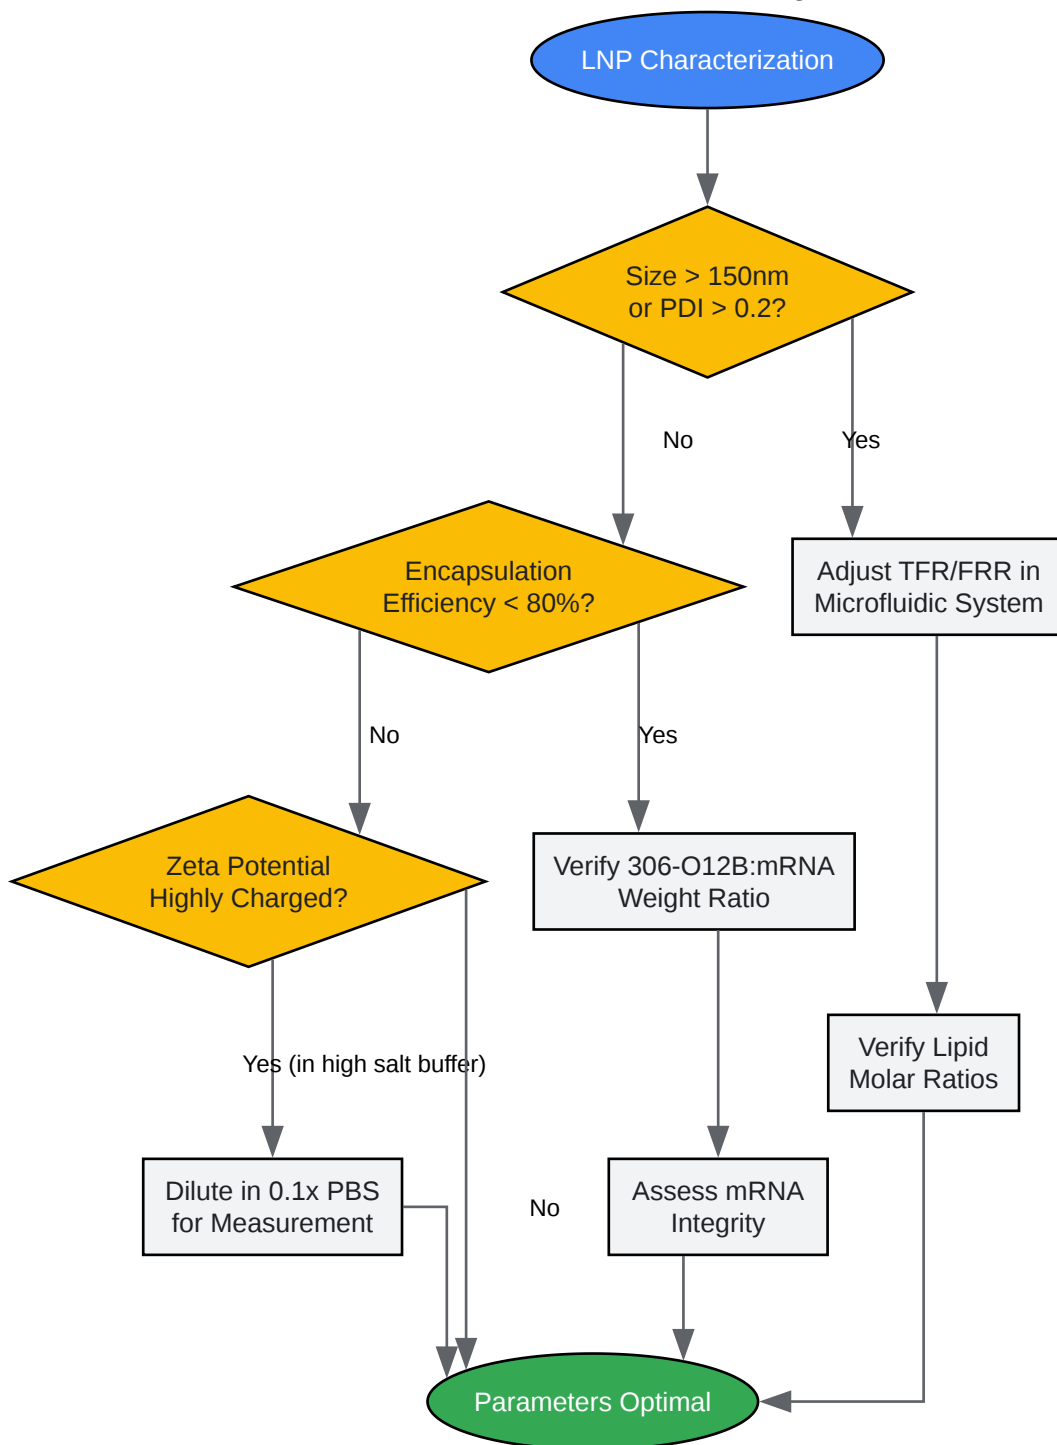 LNP Characterization
Size > 150nm
or PDI > 0.2?
No
Yes
Encapsulation
Efficiency < 80%?
Adjust TFR/FRR in
Microfluidic System
No
Yes
Zeta Potential
Highly Charged?
Verify 306-O12B:mRNA
Weight Ratio
Verify Lipid
Molar Ratios
Yes (in high salt buffer)
Dilute in 0.1x PBS
for Measurement
No
Assess mRNA
Integrity
Parameters Optimal